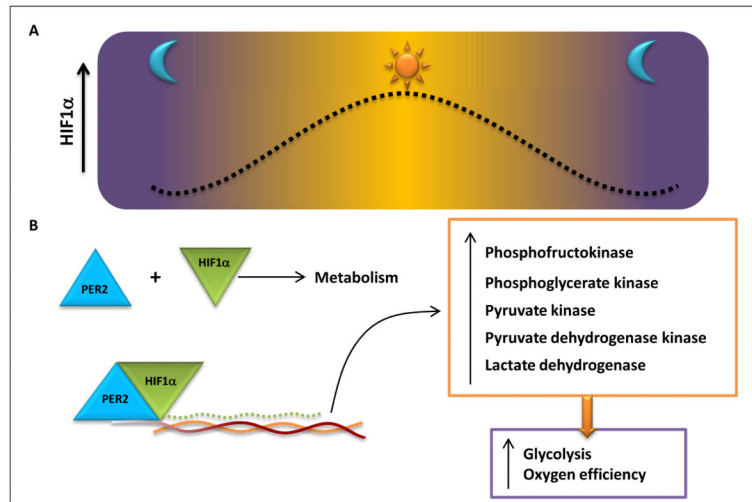 A
HIF1α
B
PER2
+
HIF1α
Metabolism
PER2
HIF1α
Phosphofructokinase
Phosphoglycerate kinase
Pyruvate kinase
Pyruvate dehydrogenase kinase
Lactate dehydrogenase
Glycolysis
Oxygen efficiency